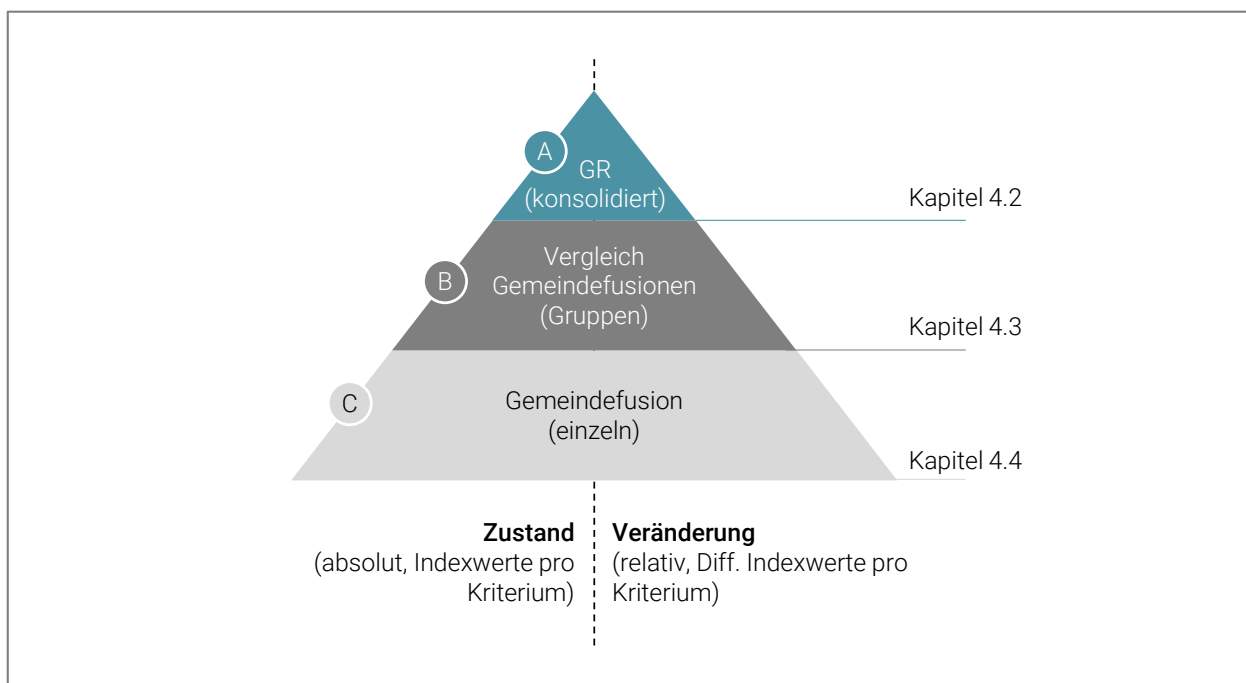 A
GR
(konsolidiert)
Kapitel 4.2
B
Vergleich
Gemeindefusionen
(Gruppen)
Kapitel 4.3
C
Gemeindefusion
(einzeln)
Kapitel 4.4
Zustand
(absolut, Indexwerte pro
Kriterium)
Veränderung
(relativ, Diff. Indexwerte pro
Kriterium)